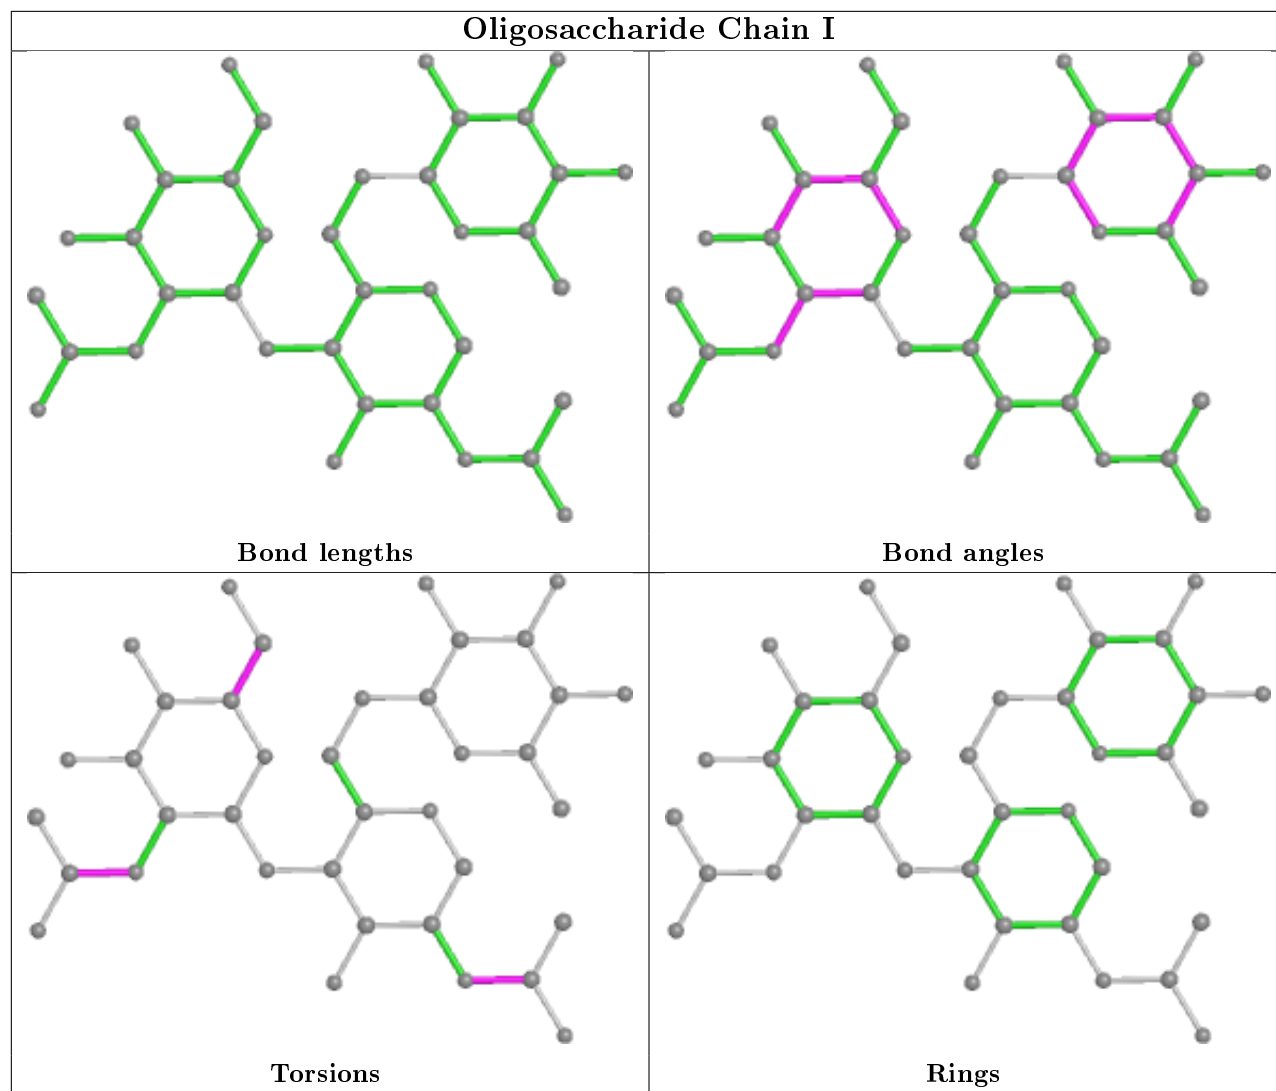 Oligosaccharide Chain I
Bond lengths
Bond angles
Torsions
Rings